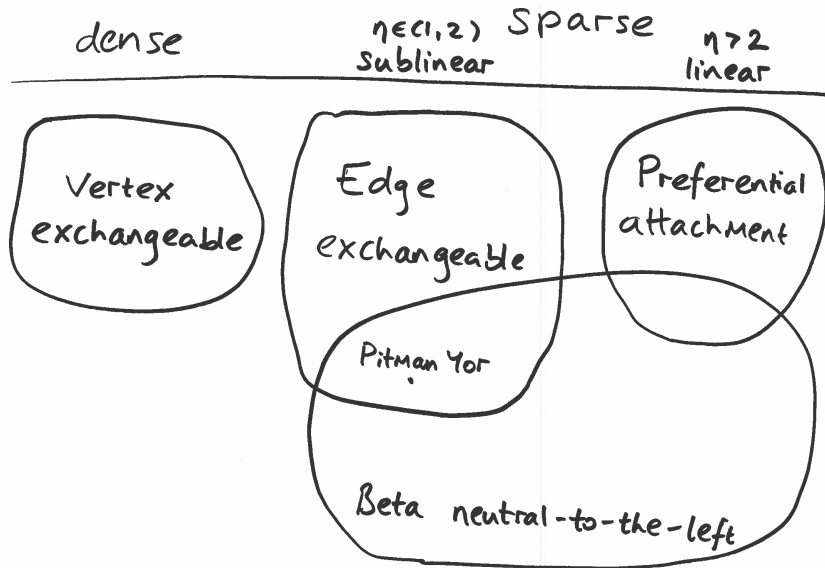 dense
η∈(1,2) sparse η>2
sublinear linear
Vertex
exchangeable
Edge
exchangeable
Preferential
attachment
Pitman Yor
Beta neutral-to-the-left